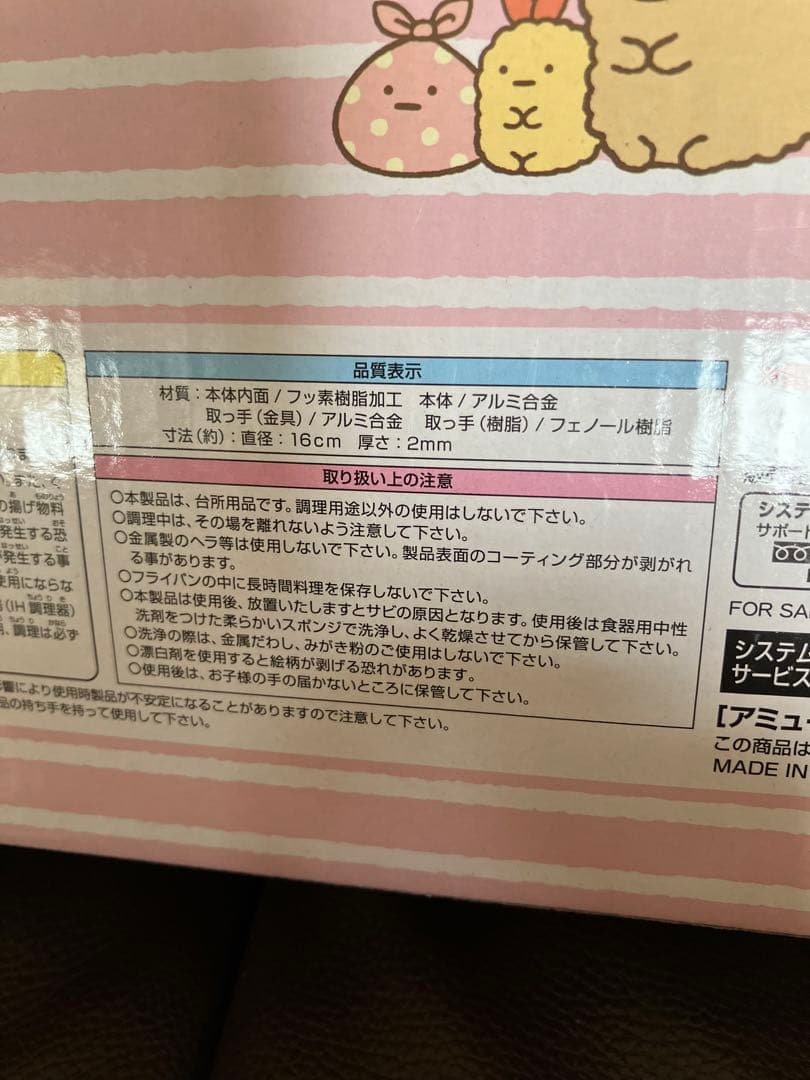 品質表示
材質：本体内面／フッ素樹脂加工　本体／アルミ合金
取っ手（金具）／アルミ合金　取っ手（樹脂）／フェノール樹脂
寸法（約）：直径：16cm　厚さ：2mm
取り扱い上の注意
○本製品は、台所用品です。調理用途以外の使用はしないで下さい。
○調理中は、その場を離れないよう注意して下さい。
○金属製のヘラ等は使用しないで下さい。製品表面のコーティング部分が剥がれ
る事があります。
○フライパンの中に長時間料理を保存しないで下さい。
○本製品は使用後、放置いたしますとサビの原因となります。使用後は食器用中性
洗剤をつけた柔らかいスポンジで洗浄し、よく乾燥させてから保管して下さい。
○洗浄の際は、金属だわし、みがき粉のご使用はしないで下さい。
○漂白剤を使用すると絵柄が剥げる恐れがあります。
○使用後は、お子様の手の届かないところに保管して下さい。
の揚げ物料
発生する恐
が発生する事
使用にならな
（IH調理器）
、調理は必ず
響により使用時製品が不安定になることがありますので注意して下さい。
品の持ち手を持って使用して下さい。
システ
サポート
FOR SA
システム
サービス
［アミュー
この商品は
MADE IN